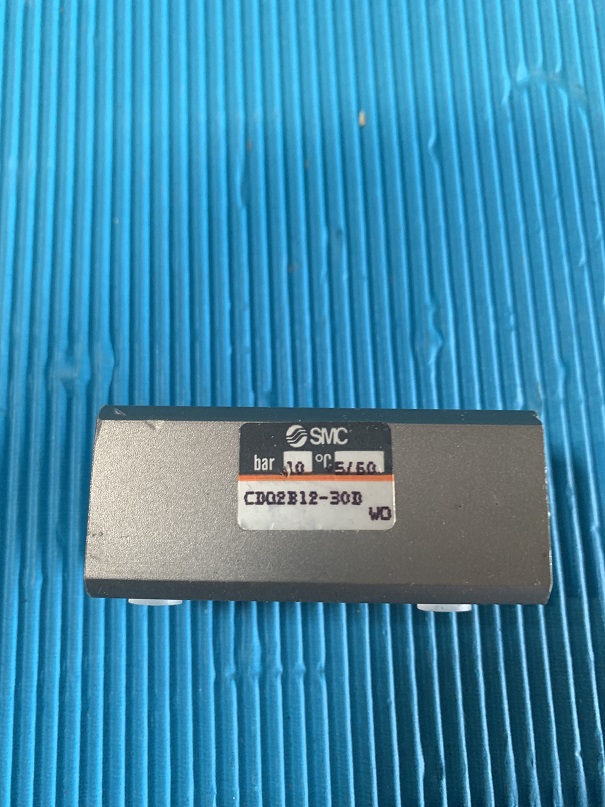 SMC
bar 10 °C 5/60
CDQ2B12-30D
WO